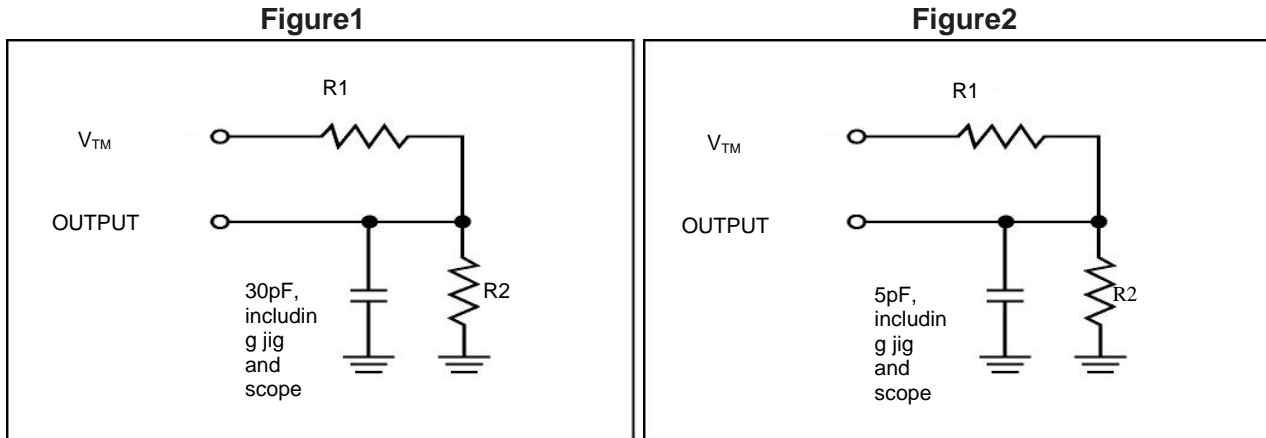 Figure1
R1
VTM
OUTPUT
30pF,
includin
g jig
and
scope
R2
Figure2
R1
VTM
OUTPUT
5pF,
includin
g jig
and
scope
R2